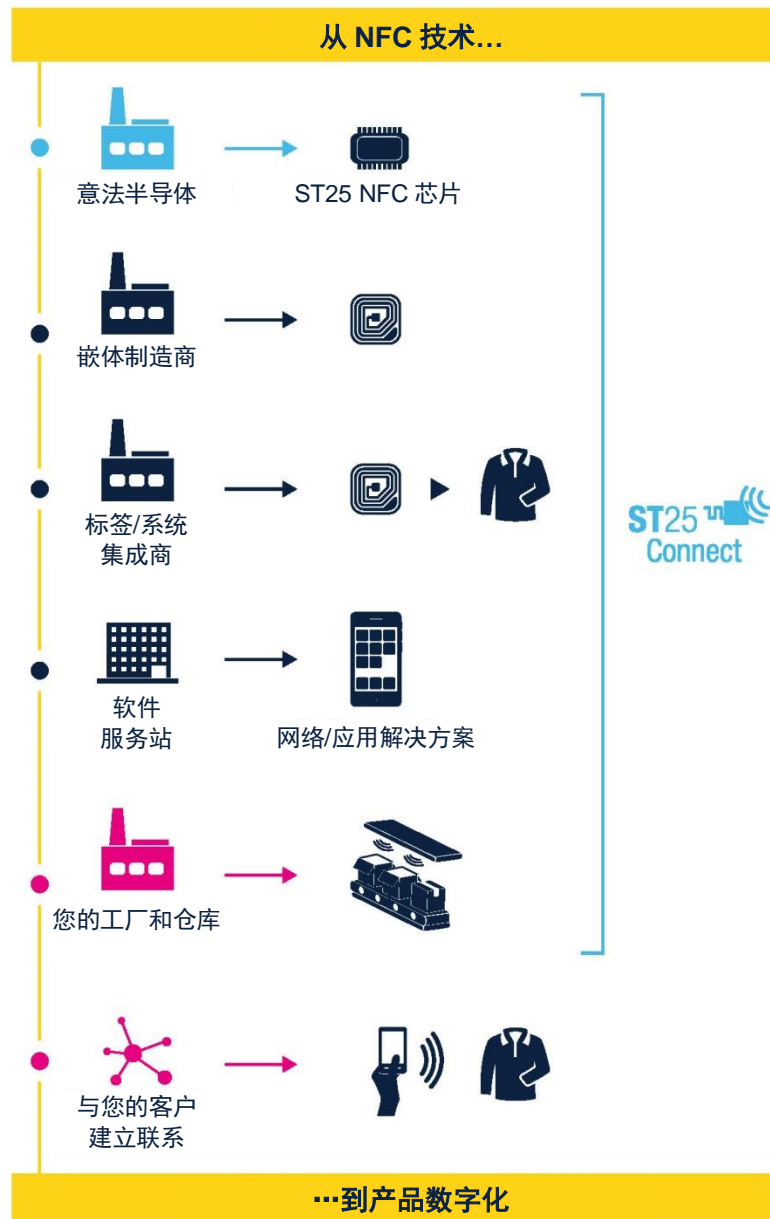 从 NFC 技术...
意法半导体
ST25 NFC 芯片
嵌体制造商
标签/系统
集成商
ST25
Connect
软件
服务站
网络/应用解决方案
您的工厂和仓库
与您的客户
建立联系
...到产品数字化